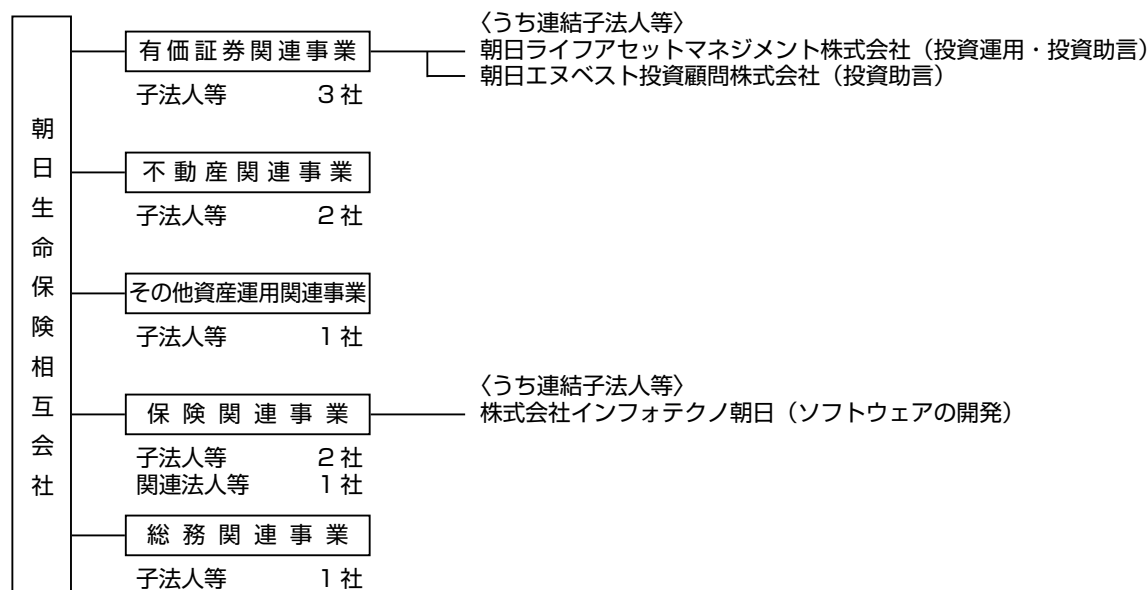 朝日生命保険相互会社
有価証券関連事業
子法人等 3社
〈うち連結子法人等〉
朝日ライフアセットマネジメント株式会社（投資運用・投資助言）
朝日エヌベスト投資顧問株式会社（投資助言）
不動産関連事業
子法人等 2社
その他資産運用関連事業
子法人等 1社
保険関連事業
子法人等 2社
関連法人等 1社
〈うち連結子法人等〉
株式会社インフォテクノ朝日（ソフトウェアの開発）
総務関連事業
子法人等 1社